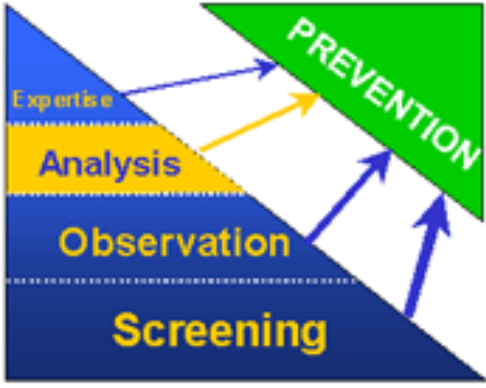 PREVENTION
Expertise
Analysis
Observation
Screening